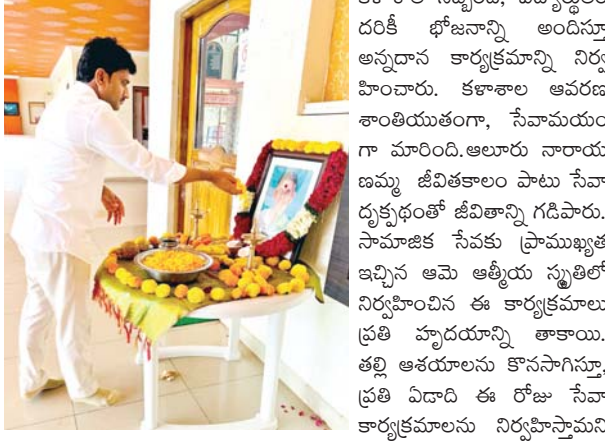 దరికీ భోజనాన్ని అందిస్తూ
అన్నదాన కార్యక్రమాన్ని నిర్వ
హించారు. కళాశాల ఆవరణ
శాంతియుతంగా, సేవామయం
గా మారింది.ఆలూరు నారాయ
ణమ్మ జీవితకాలం పాటు సేవా
దృక్పథంతో జీవితాన్ని గడిపారు.
సామాజిక సేవకు ప్రాముఖ్యత
ఇచ్చిన ఆమె ఆత్మీయ స్మృతిలో
నిర్వహించిన ఈ కార్యక్రమాలు
ప్రతి హృదయాన్ని తాకాయి.
తల్లి ఆశయాలను కొనసాగిస్తూ,
ప్రతి ఏడాది ఈ రోజు సేవా
కార్యక్రమాలను నిర్వహిస్తామని